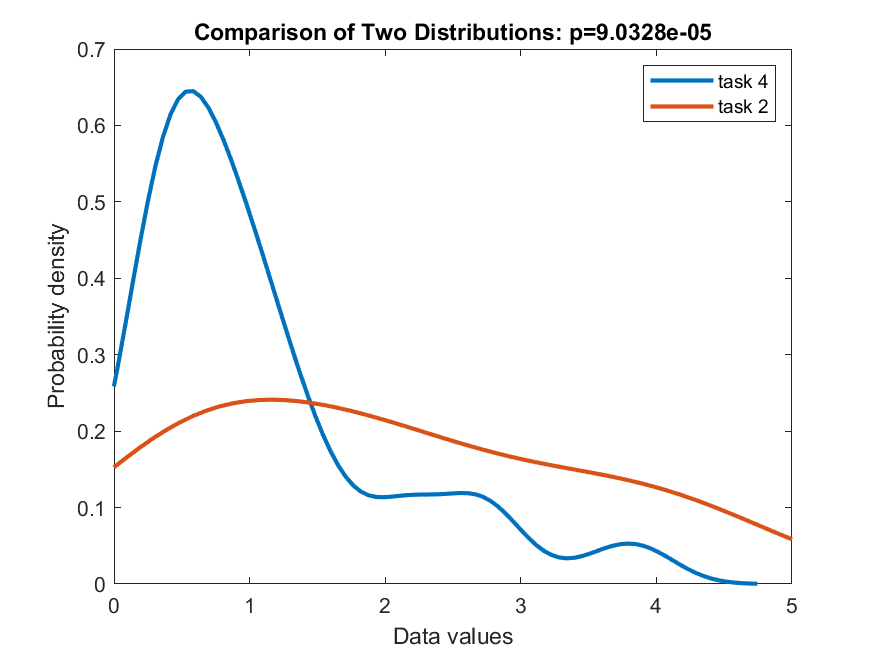 Comparison of Two Distributions: p=9.0328e-05
0.7
0.6
0.5
0.4
0.3
0.2
0.1
0
Probability density
task 4
task 2
0 1 2 3 4 5
Data values